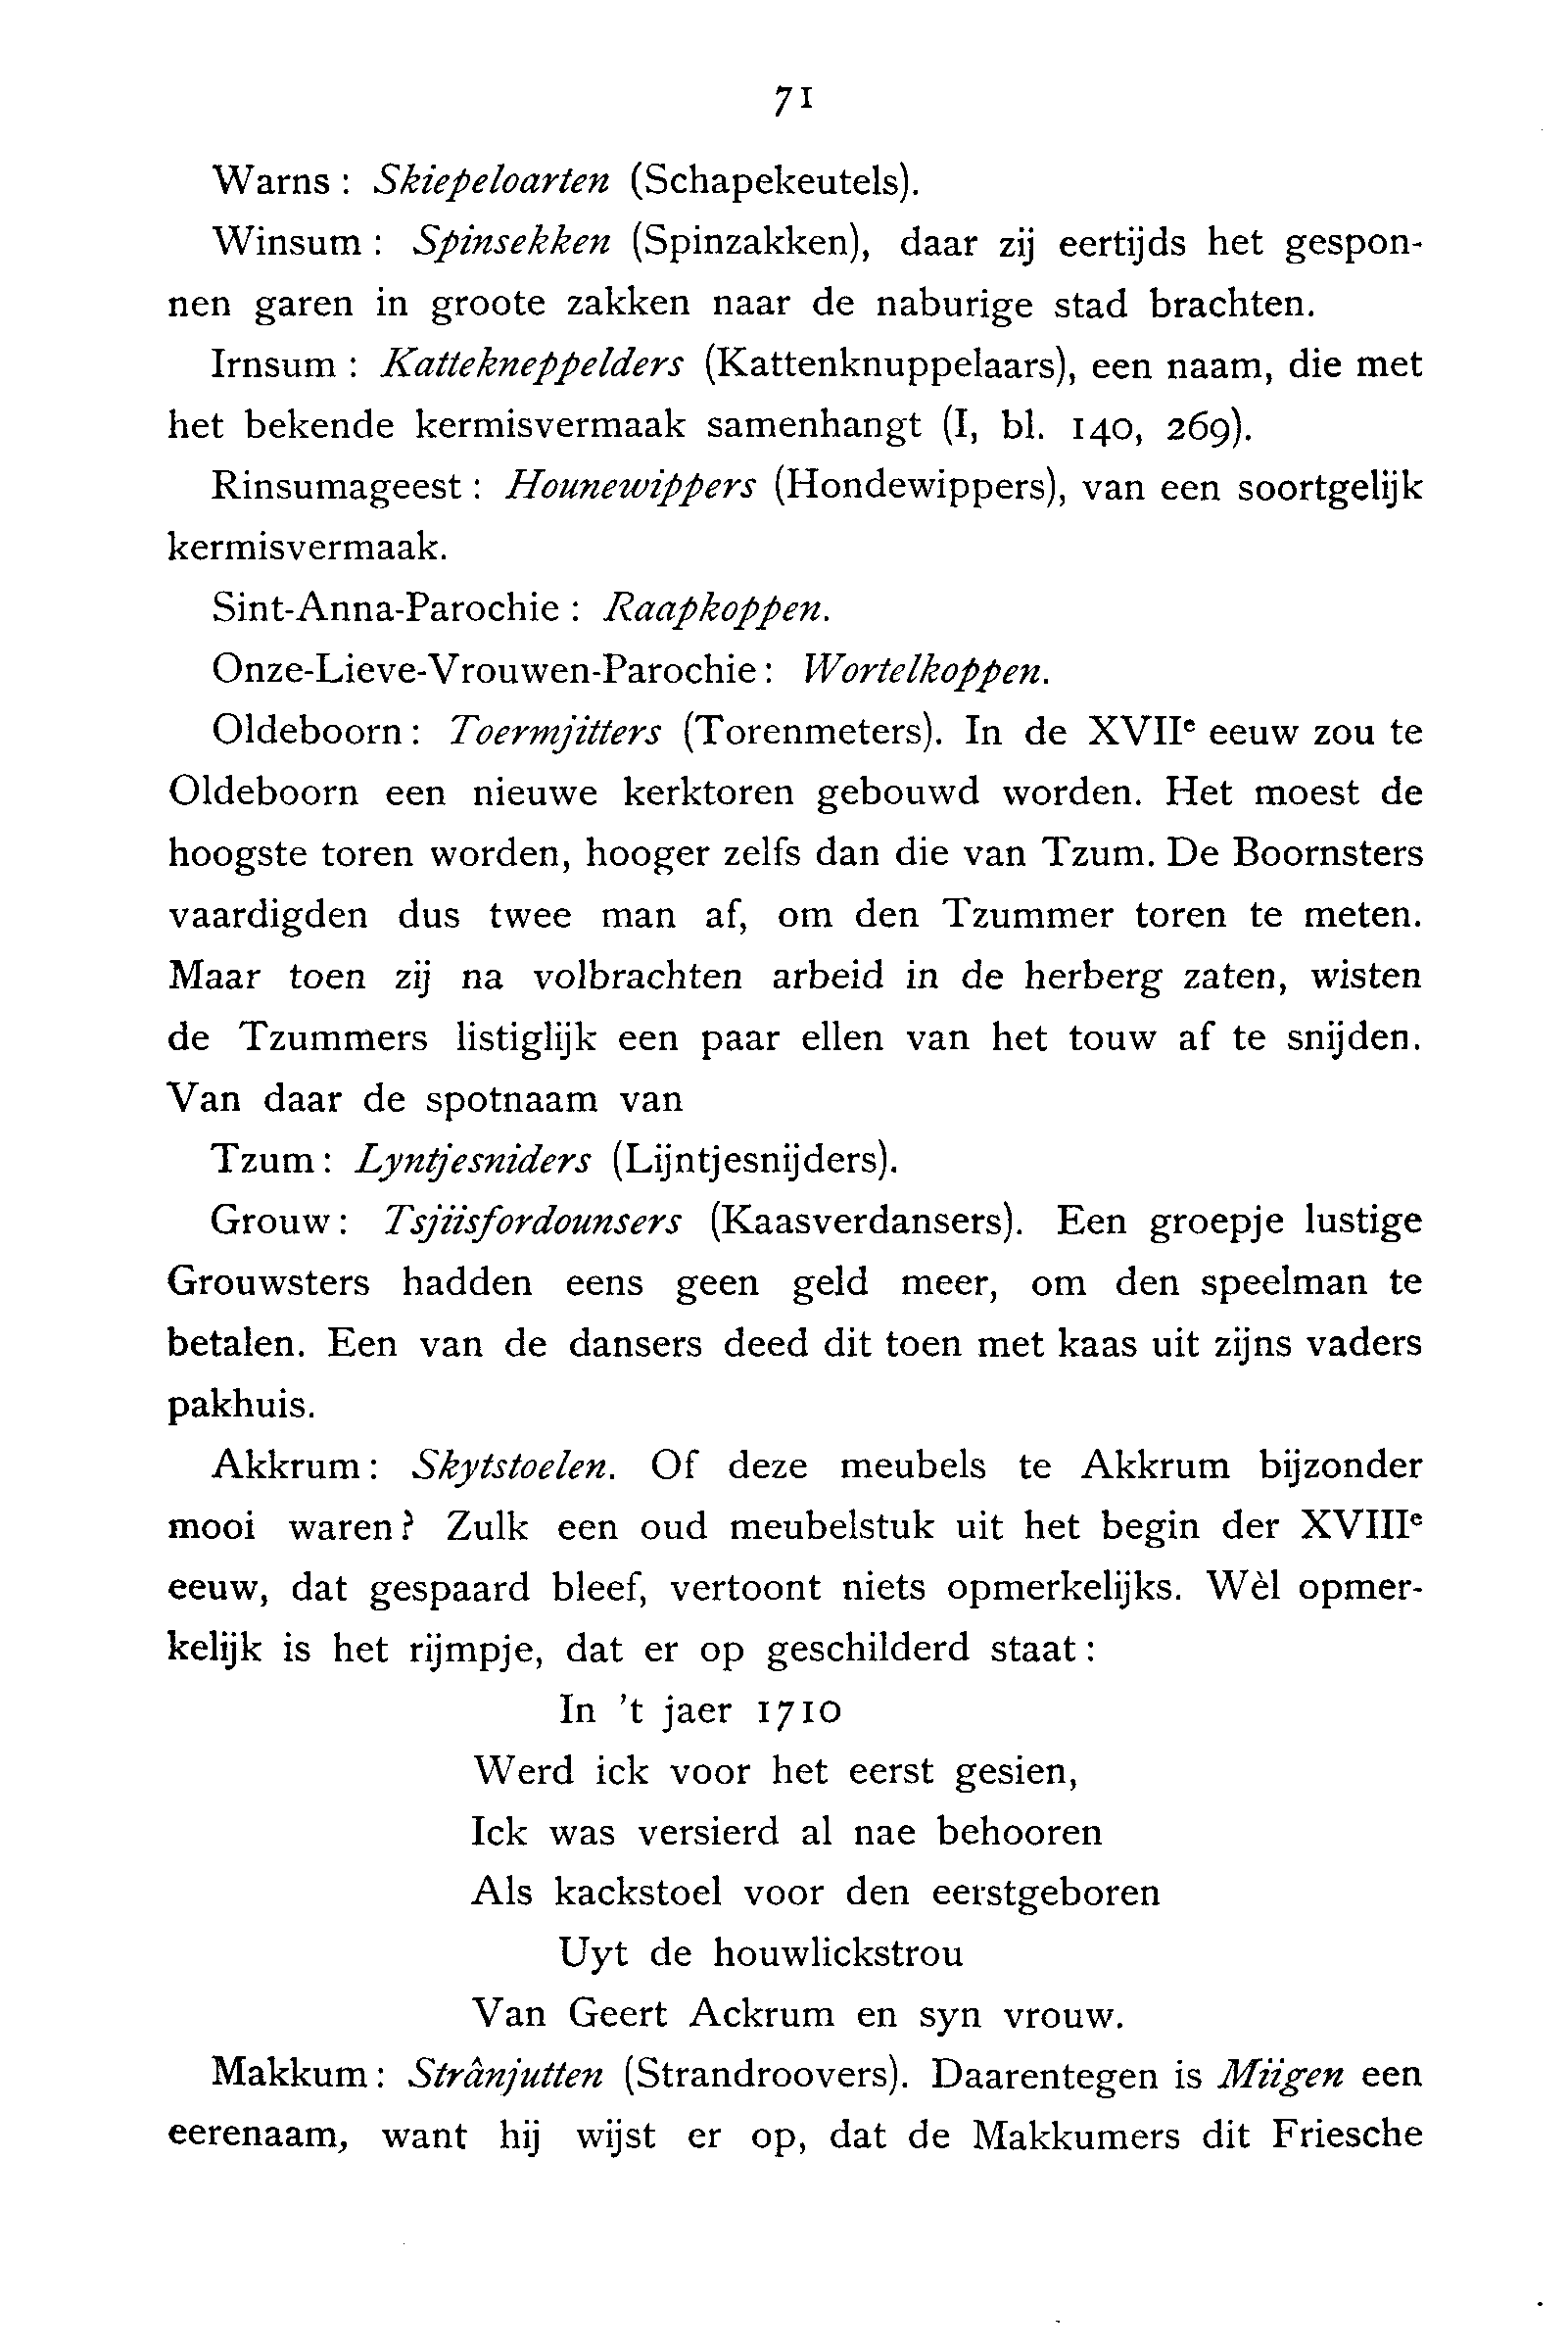 71
Warns : Skiepeloarten (Schapekeutels).
Winsum : Spinsekken (Spinzakken), daar zij eertijds het gespon-
nen garen in groote zakken naar de naburige stad brachten.
Irnsum : Kattekneppelders (Kattenknuppelaars), een naam, die met
het bekende kermisvermaak samenhangt (I, bl. 140, 269).
Rinsumageest : Hounewippers (Hondewippers), van een soortgelijk
kermisvermaak.
Sint-Anna-Parochie : Raapkoppen.
Onze-Lieve-Vrouwen-Parochie : Wortelkoppen.
Oldeboorn : Toermjitters (Torenmeters). In de XVIIe eeuw zou te
Oldeboorn een nieuwe kerktoren gebouwd worden. Het moest de
hoogste toren worden, hooger zelfs dan die van Tzum. De Boornsters
vaardigden dus twee man af, om den Tzummer toren te meten.
Maar toen zij na volbrachten arbeid in de herberg zaten, wisten
de Tzummers listiglijk een paar ellen van het touw af te snijden.
Van daar de spotnaam van
Tzum : Lyntjesniders (Lijntjesnijders).
Grouw : Tsjiisfordounsers (Kaasverdansers). Een groepje lustige
Grouwsters hadden eens geen geld meer, om den speelman te
betalen. Een van de dansers deed dit toen met kaas uit zijns vaders
pakhuis.
Akkrum : Skytstoelen. Of deze meubels te Akkrum bijzonder
mooi waren? Zulk een oud meubelstuk uit het begin der XVIIIe
eeuw, dat gespaard bleef, vertoont niets opmerkelijks. Wèl opmer-
kelijk is het rijmpje, dat er op geschilderd staat :
In 't jaer 1710
Werd ick voor het eerst gesien,
Ick was versierd al nae behooren
Als kackstoel voor den eerstgeboren
Uyt de houwlickstrou
Van Geert Ackrum en syn vrouw.
Makkum : Strânjutten (Strandroovers). Daarentegen is Miigen een
eerenaam, want hij wijst er op, dat de Makkumers dit Friesche